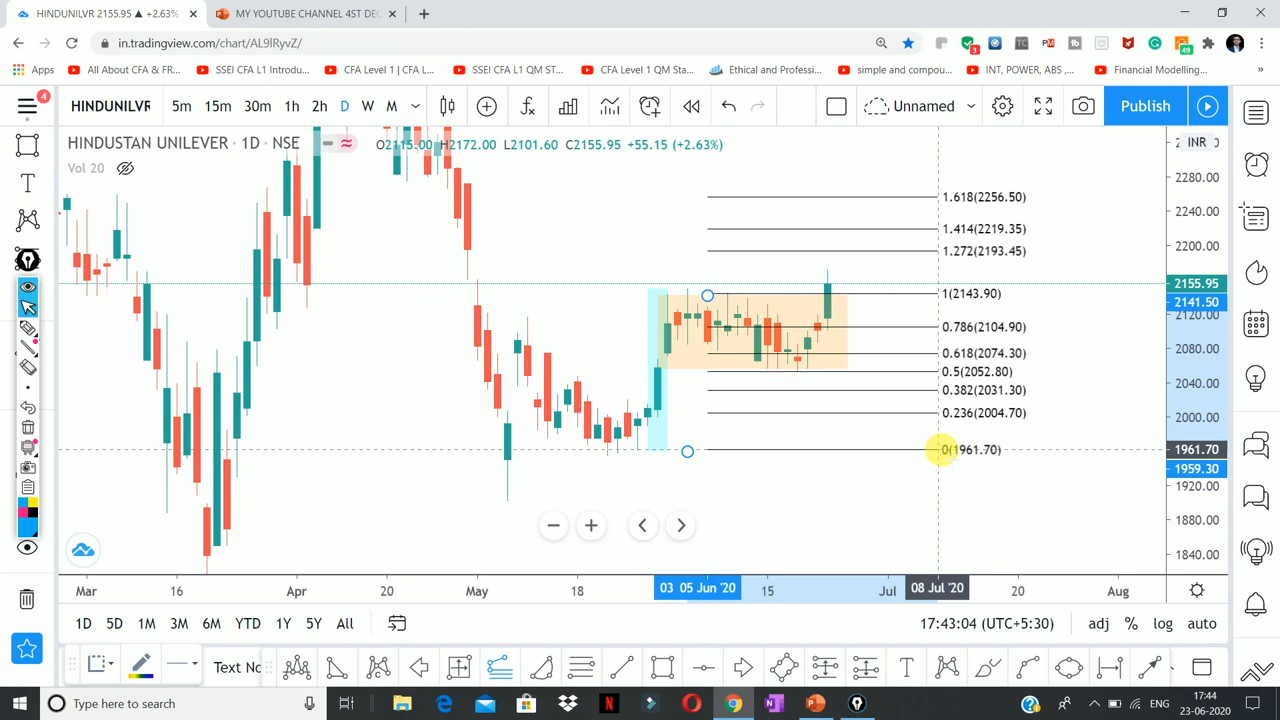 HINDUNILVR 2155.95 ▲ +2.63% ×
MY YOUTUBE CHANNEL 4ST DEC ×
in.tradingview.com/chart/AL9lRyvZ/
Apps
All About CFA & FR...
SSEI CFA L1 Introdu...
CFA Level 1 | CFA L...
SSEI CFA L1 QM ST...
CFA Level 1 QM Sta...
Ethical and Professi...
simple and compou...
INT, POWER, ABS ,...
Financial Modelling...
4
HINDUNILVR
5m 15m 30m 1h 2h D W M
Unnamed
Publish
HINDUSTAN UNILEVER · 1D · NSE
O2115.00 H2172.00 L2101.60 C2155.95 +55.15 (+2.63%)
INR
Vol 20
2280.00
2240.00
2200.00
2155.95
2141.50
2120.00
2080.00
2040.00
2000.00
1961.70
1959.30
1920.00
1880.00
1840.00
1.618(2256.50)
1.414(2219.35)
1.272(2193.45)
1(2143.90)
0.786(2104.90)
0.618(2074.30)
0.5(2052.80)
0.382(2031.30)
0.236(2004.70)
0(1961.70)
Mar 16 Apr 20 May 18 03 05 Jun '20 15 Jul 08 Jul '20 20 Aug
1D 5D 1M 3M 6M YTD 1Y 5Y All
17:43:04 (UTC+5:30)
adj % log auto
Text No
Type here to search
ENG
17:44
23-06-2020